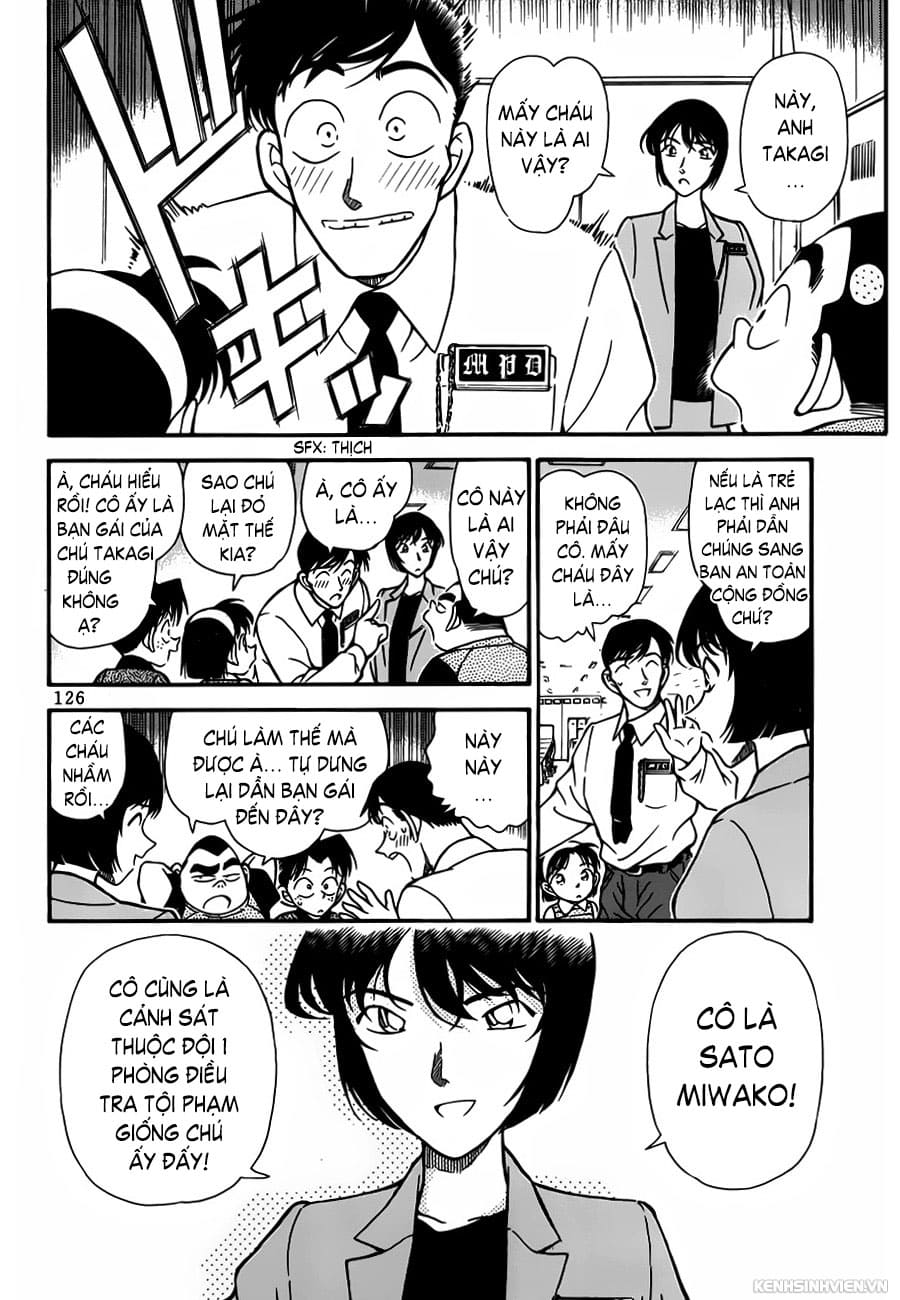 NÀY,
ANH
TAKAGI
...
MẤY CHÁU
NÀY LÀ AI
VẬY?
ドキッ
MPD
SFX: THỊCH
NẾU LÀ TRẺ
LẠC THÌ ANH
PHẢI DẪN
CHÚNG SANG
BAN AN TOÀN
CỘNG ĐỒNG
CHỨ?
KHÔNG
PHẢI ĐÂU
CÔ. MẤY
CHÁU ĐÂY
LÀ...
CÔ NÀY
LÀ AI
VẬY
CHÚ?
À, CÔ ẤY
LÀ...
SAO CHÚ
LẠI ĐỎ
MẶT THẾ
KIA?
À, CHÁU HIỂU
RỒI! CÔ ẤY LÀ
BẠN GÁI CỦA
CHÚ TAKAGI
ĐÚNG
KHÔNG
Ạ?
126
NÀY
NÀY
...
CHÚ LÀM THẾ MÀ
ĐƯỢC À... TỰ DƯNG
LẠI DẪN BẠN GÁI
ĐẾN ĐÂY?
CÁC
CHÁU
NHẦM
RỒI...
CÔ LÀ
SATO
MIWAKO!
CÔ CŨNG LÀ
CẢNH SÁT
THUỘC ĐỘI 1
PHÒNG ĐIỀU
TRA TỘI PHẠM
GIỐNG CHÚ
ẤY ĐẤY!
KENHSINHVIEN.VN